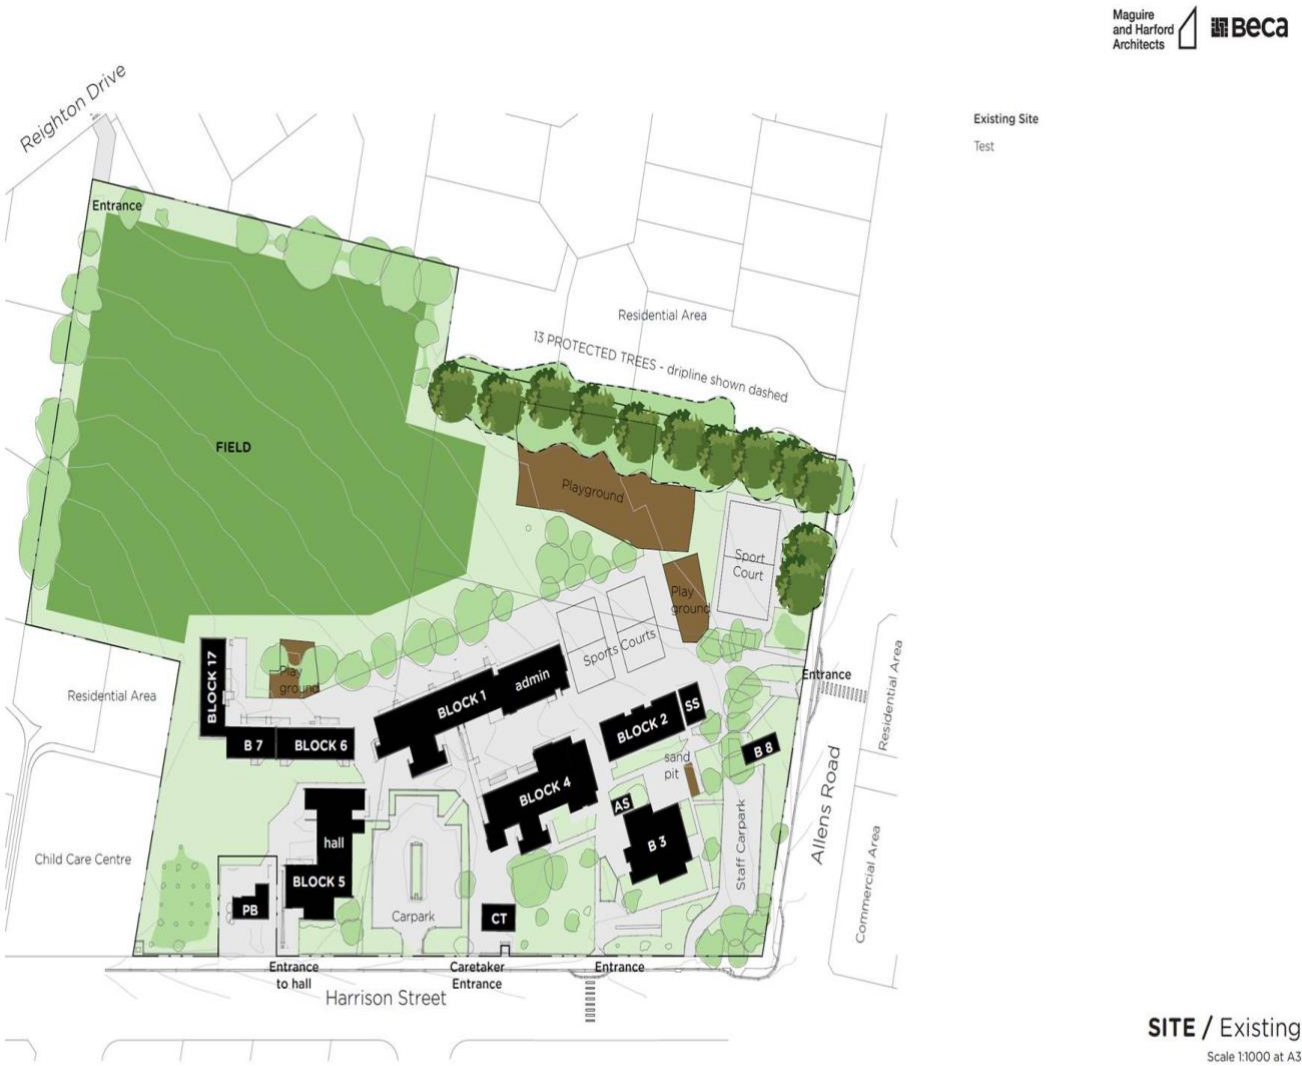 Maguire
and Harford
Architects
Beca
Existing Site
Test
Reighton Drive
Entrance
Residential Area
13 PROTECTED TREES - dripline shown dashed
FIELD
Playground
Sport
Court
Play
ground
Sports Courts
Entrance
Residential Area
BLOCK 17
Play
ground
Residential Area
BLOCK 1
admin
BLOCK 2
SS
B 7
BLOCK 6
B 8
sand
pit
BLOCK 4
AS
Allens Road
hall
B 3
Staff Carpark
Child Care Centre
BLOCK 5
Commercial Area
PB
Carpark
CT
Entrance
to hall
Caretaker
Entrance
Entrance
Harrison Street
SITE / Existing
Scale 1:1000 at A3